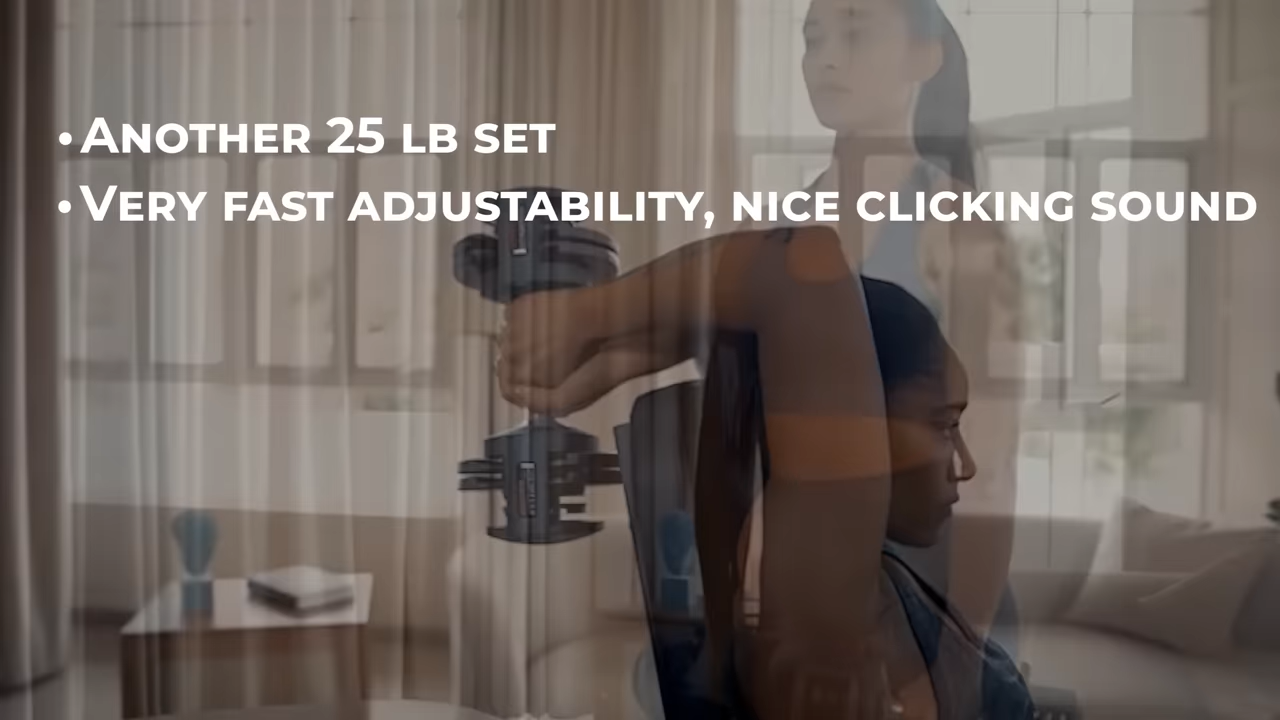 • Another 25 lb set
• Very fast adjustability, nice clicking sound